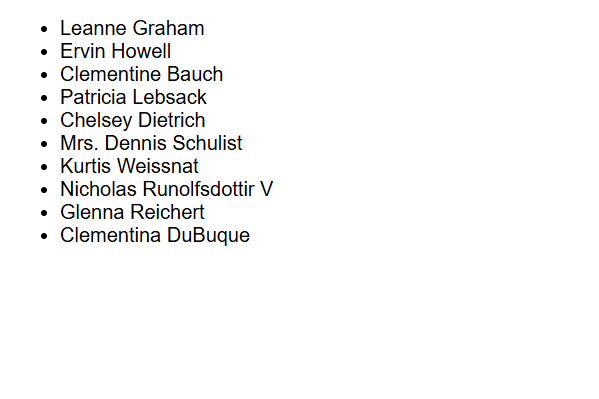 Leanne Graham
Ervin Howell
Clementine Bauch
Patricia Lebsack
Chelsey Dietrich
Mrs. Dennis Schulist
Kurtis Weissnat
Nicholas Runolfsdottir V
Glenna Reichert
Clementina DuBuque